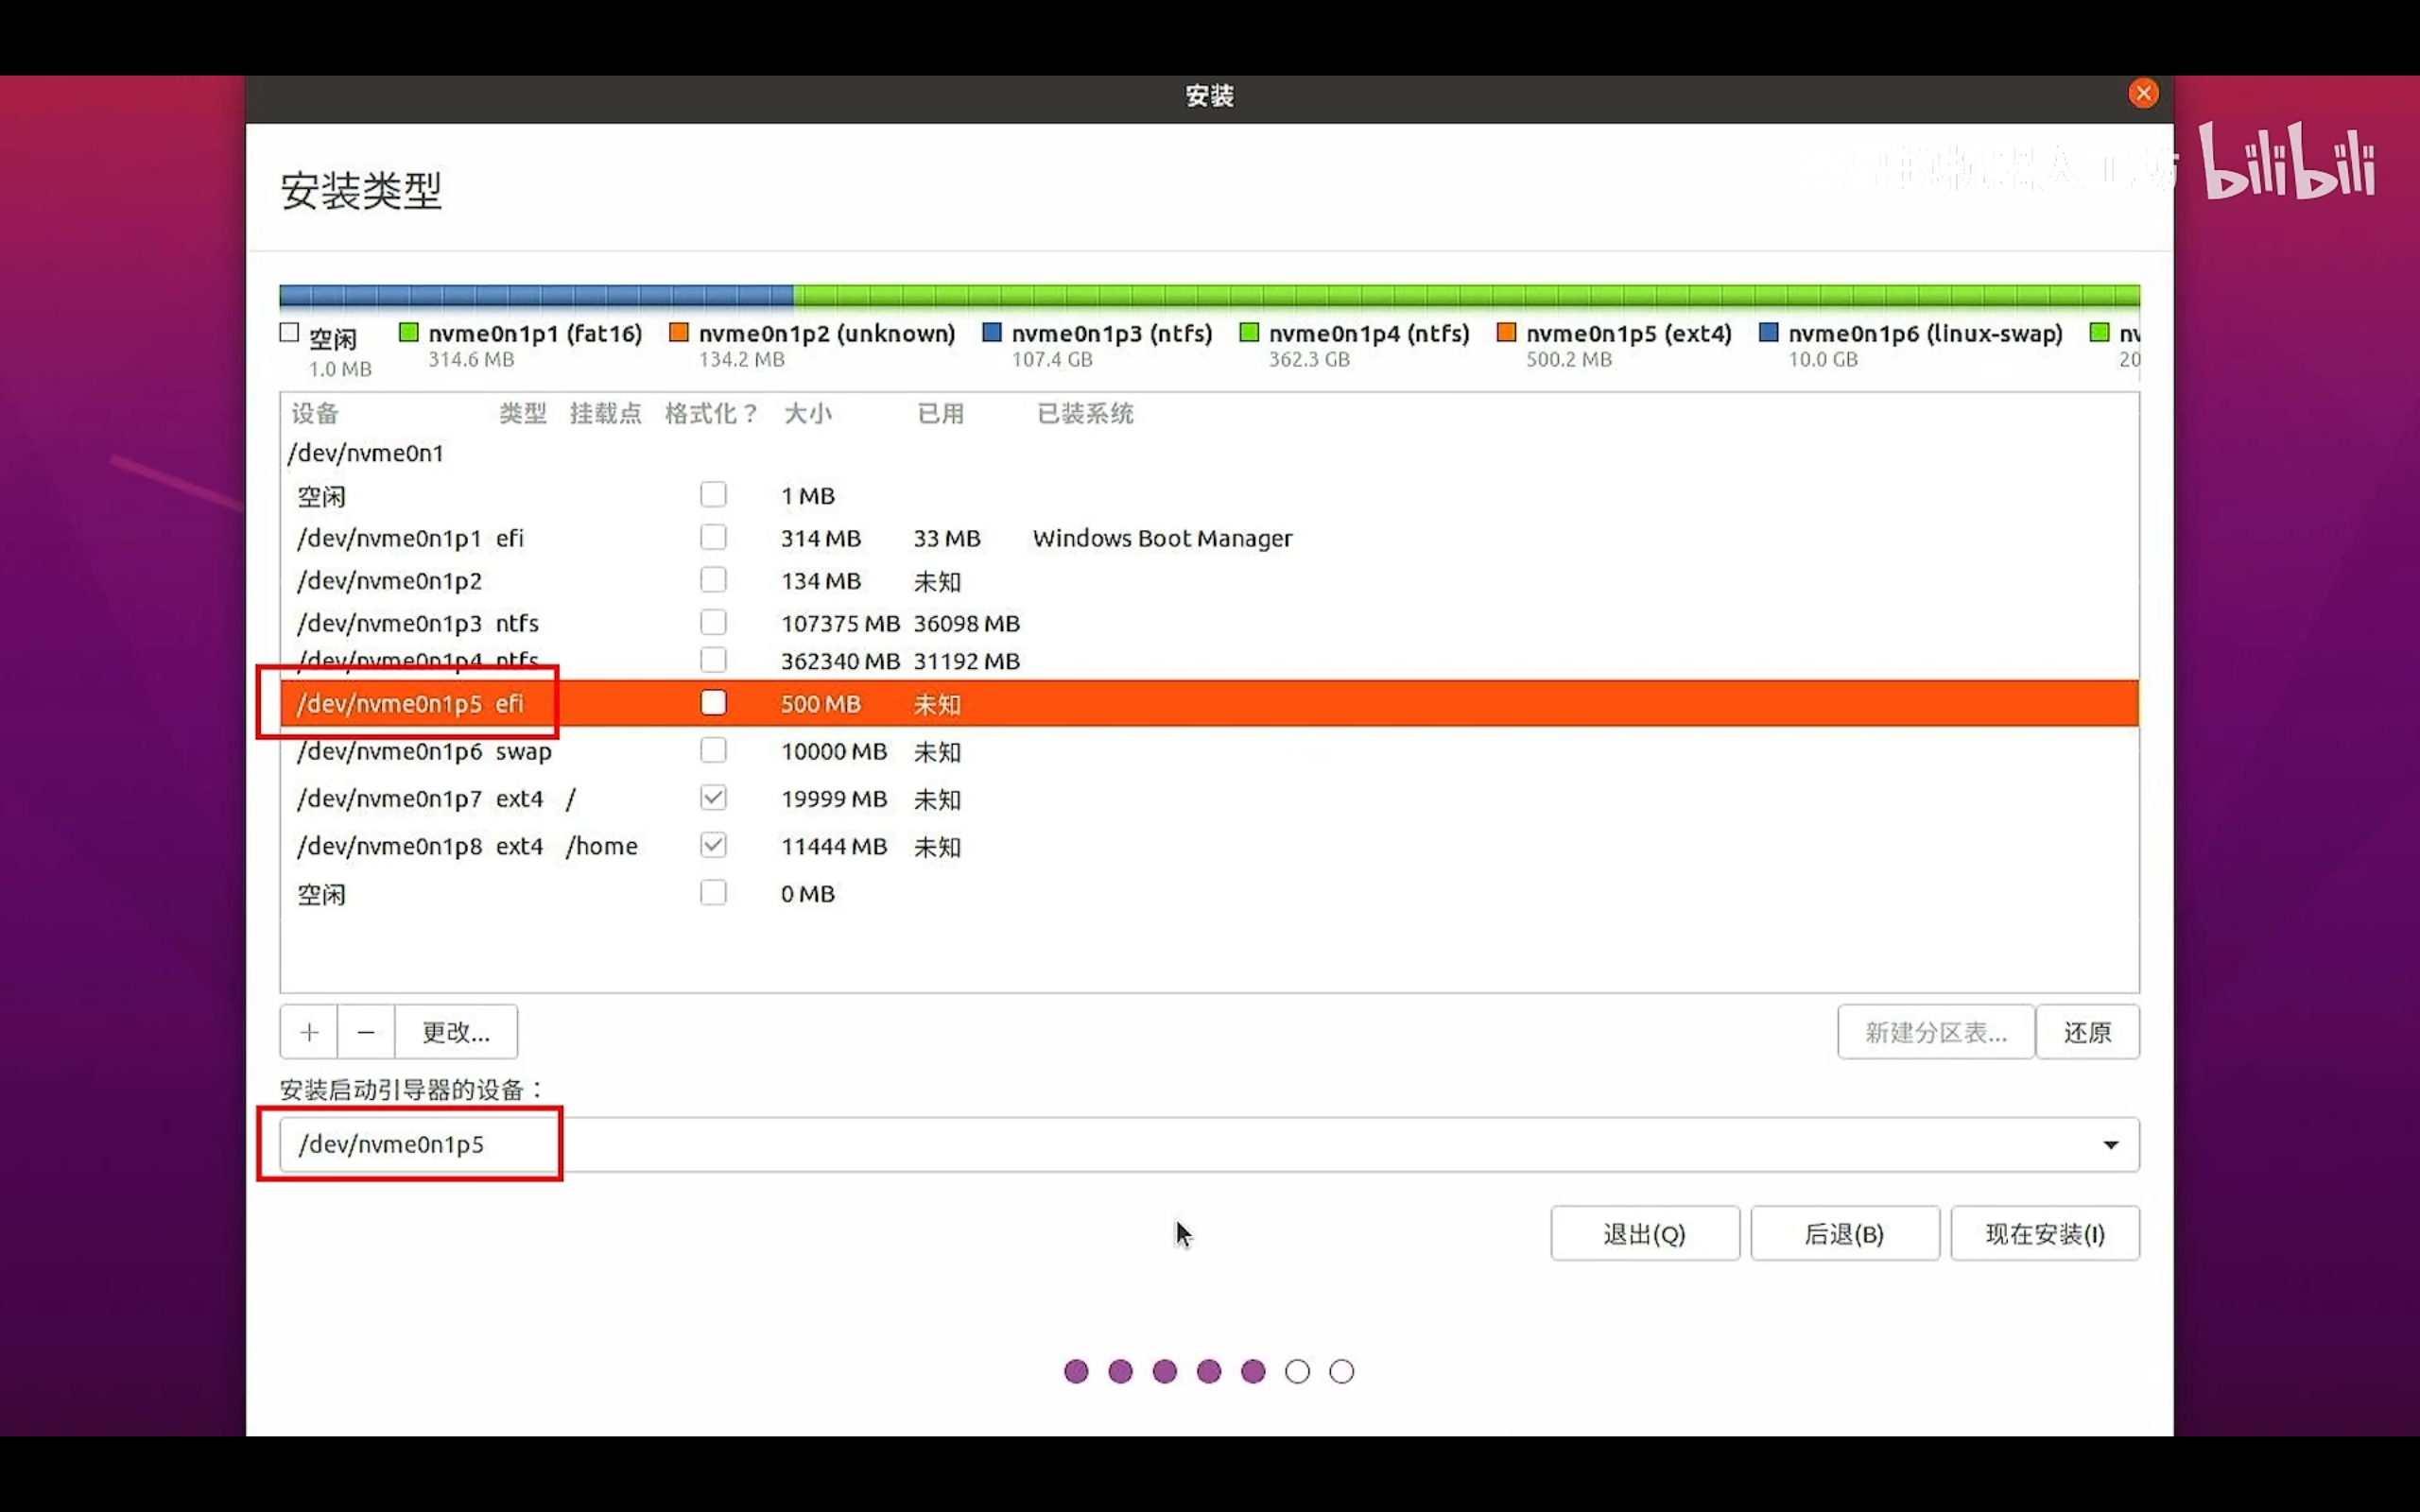 安装
bilibili
安装类型
空闲 nvme0n1p1 (fat16) nvme0n1p2 (unknown) nvme0n1p3 (ntfs) nvme0n1p4 (ntfs) nvme0n1p5 (ext4) nvme0n1p6 (linux-swap)
1.0 MB 314.6 MB 134.2 MB 107.4 GB 362.3 GB 500.2 MB 10.0 GB 20
设备 类型 挂载点 格式化？ 大小 已用 已装系统
/dev/nvme0n1
空闲 1 MB
/dev/nvme0n1p1 efi 314 MB 33 MB Windows Boot Manager
/dev/nvme0n1p2 134 MB 未知
/dev/nvme0n1p3 ntfs 107375 MB 36098 MB
/dev/nvme0n1p4 ntfs 362340 MB 31192 MB
/dev/nvme0n1p5 efi 500 MB 未知
/dev/nvme0n1p6 swap 10000 MB 未知
/dev/nvme0n1p7 ext4 / 19999 MB 未知
/dev/nvme0n1p8 ext4 /home 11444 MB 未知
空闲 0 MB
+ − 更改... 新建分区表... 还原
安装启动引导器的设备：
/dev/nvme0n1p5
退出(Q) 后退(B) 现在安装(I)